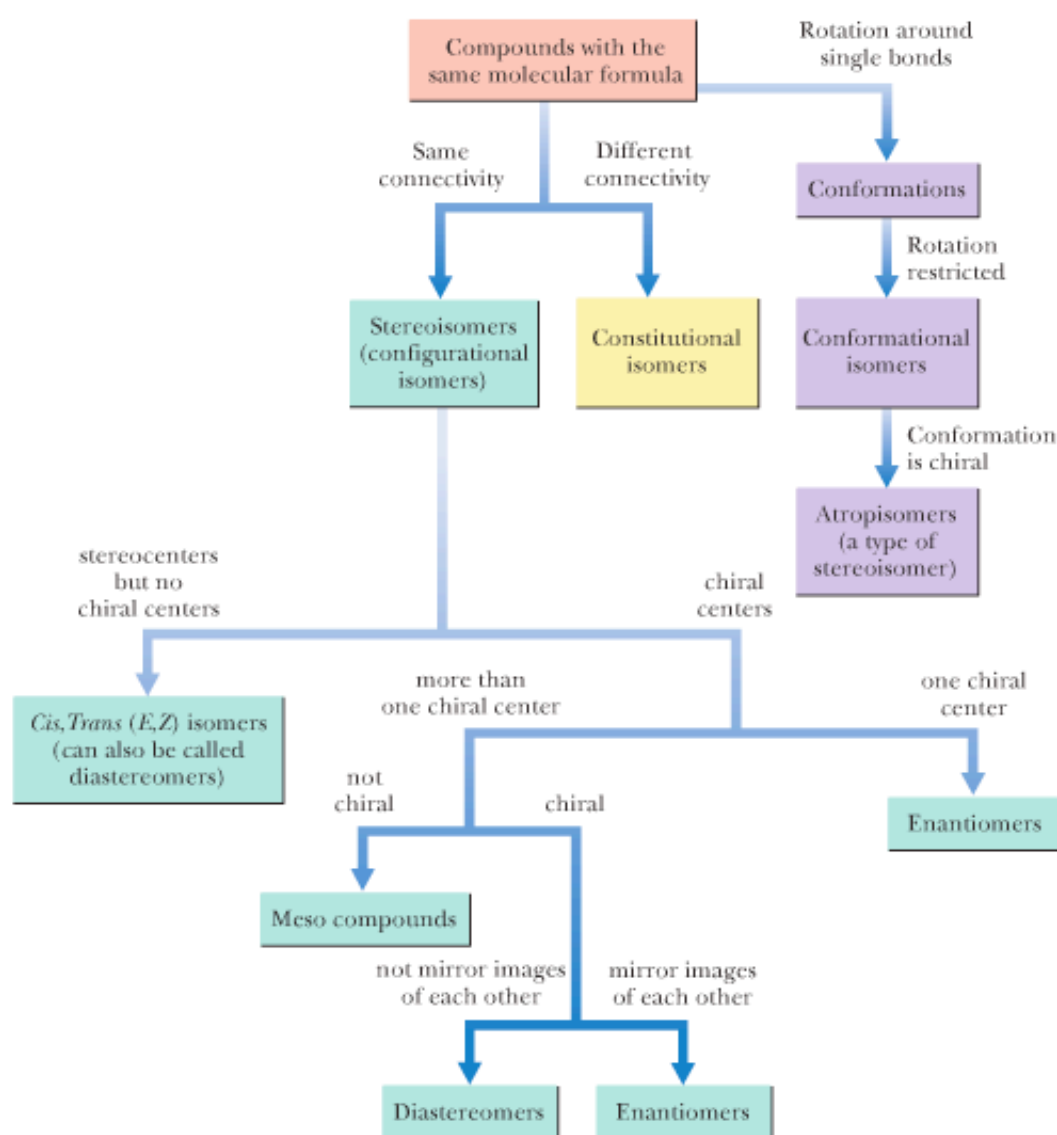 Compounds with the
same molecular formula
Rotation around
single bonds
Same
connectivity
Different
connectivity
Conformations
Rotation
restricted
Stereoisomers
(configurational
isomers)
Constitutional
isomers
Conformational
isomers
Conformation
is chiral
Atropisomers
(a type of
stereoisomer)
stereocenters
but no
chiral centers
chiral
centers
more than
one chiral center
one chiral
center
Cis,Trans (E,Z) isomers
(can also be called
diastereomers)
not
chiral
chiral
Enantiomers
Meso compounds
not mirror images
of each other
mirror images
of each other
Diastereomers
Enantiomers